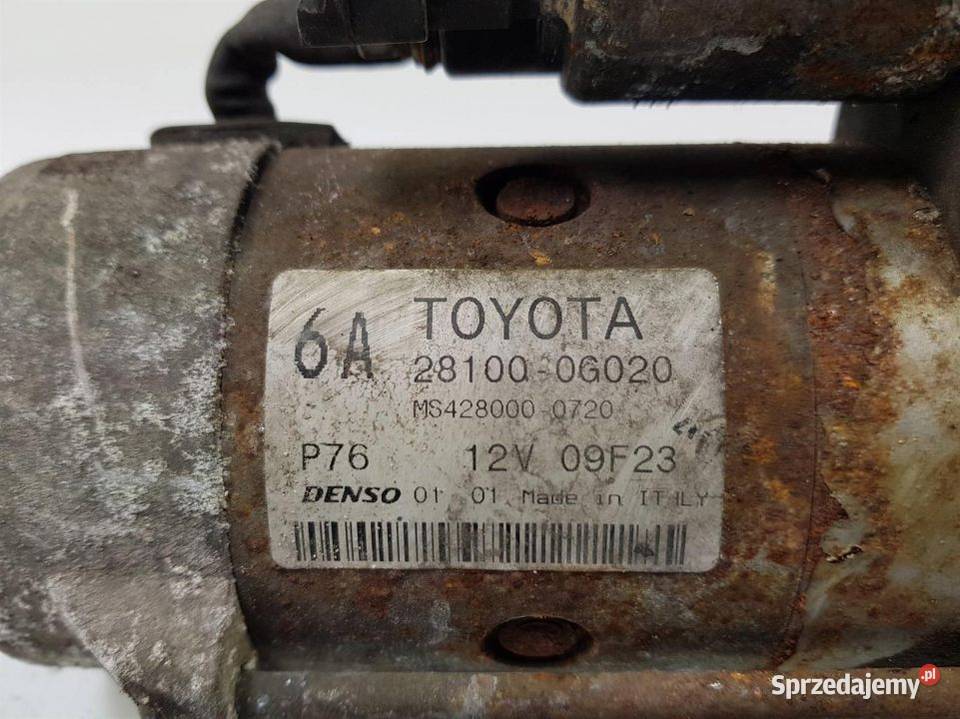 6A TOYOTA
28100-0G020
MS428000-0720
P76 12V 09F23
DENSO 01 01 Made in ITALY
Sprzedajemy.pl